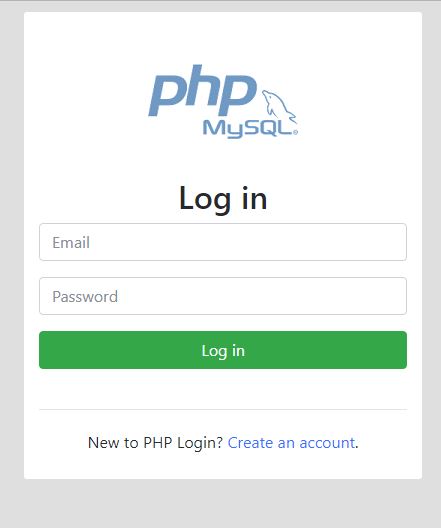 php
MySQL®
Log in
Email
Password
Log in
New to PHP Login? Create an account.